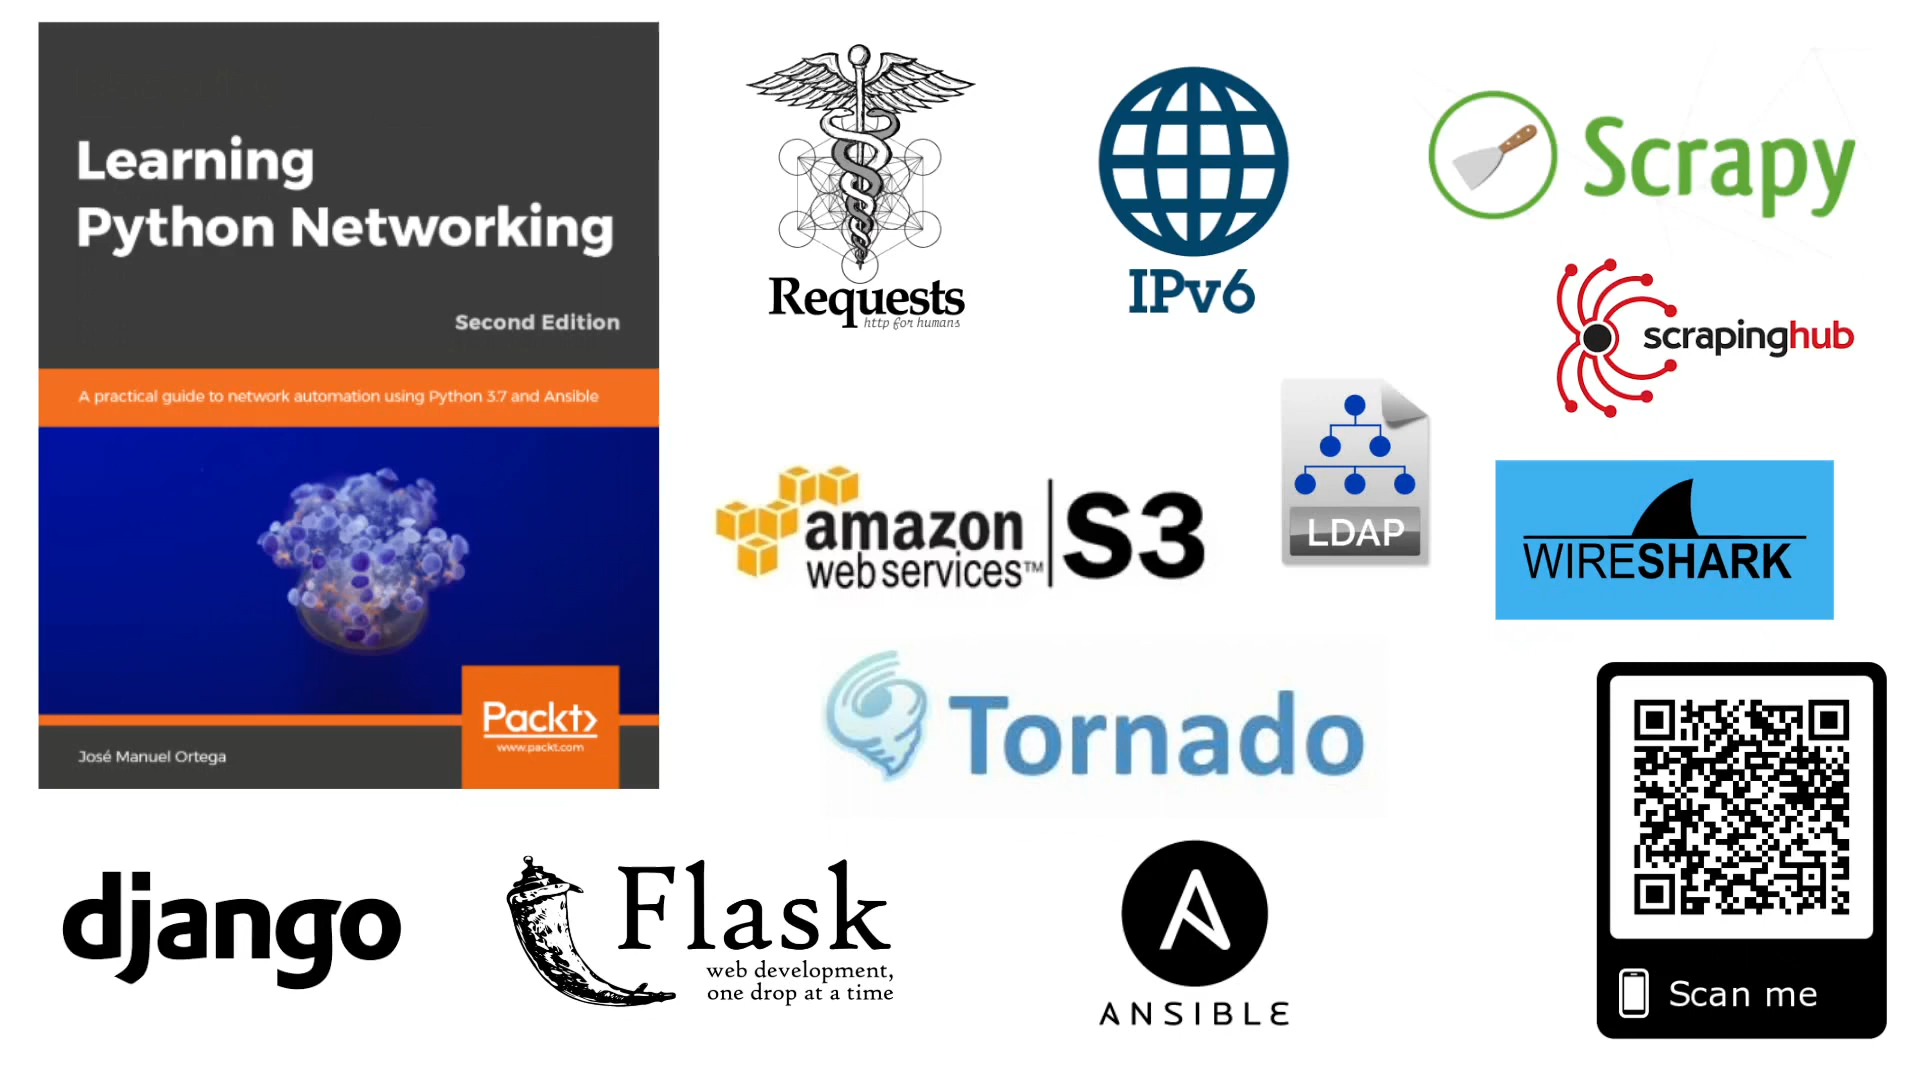 Learning
Python Networking
Second Edition
A practical guide to network automation using Python 3.7 and Ansible
Packt>
www.packt.com
José Manuel Ortega
Requests
http for humans
IPv6
Scrapy
scrapinghub
amazon
web services™
S3
LDAP
WIRESHARK
Tornado
django
Flask
web development,
one drop at a time
ANSIBLE
Scan me